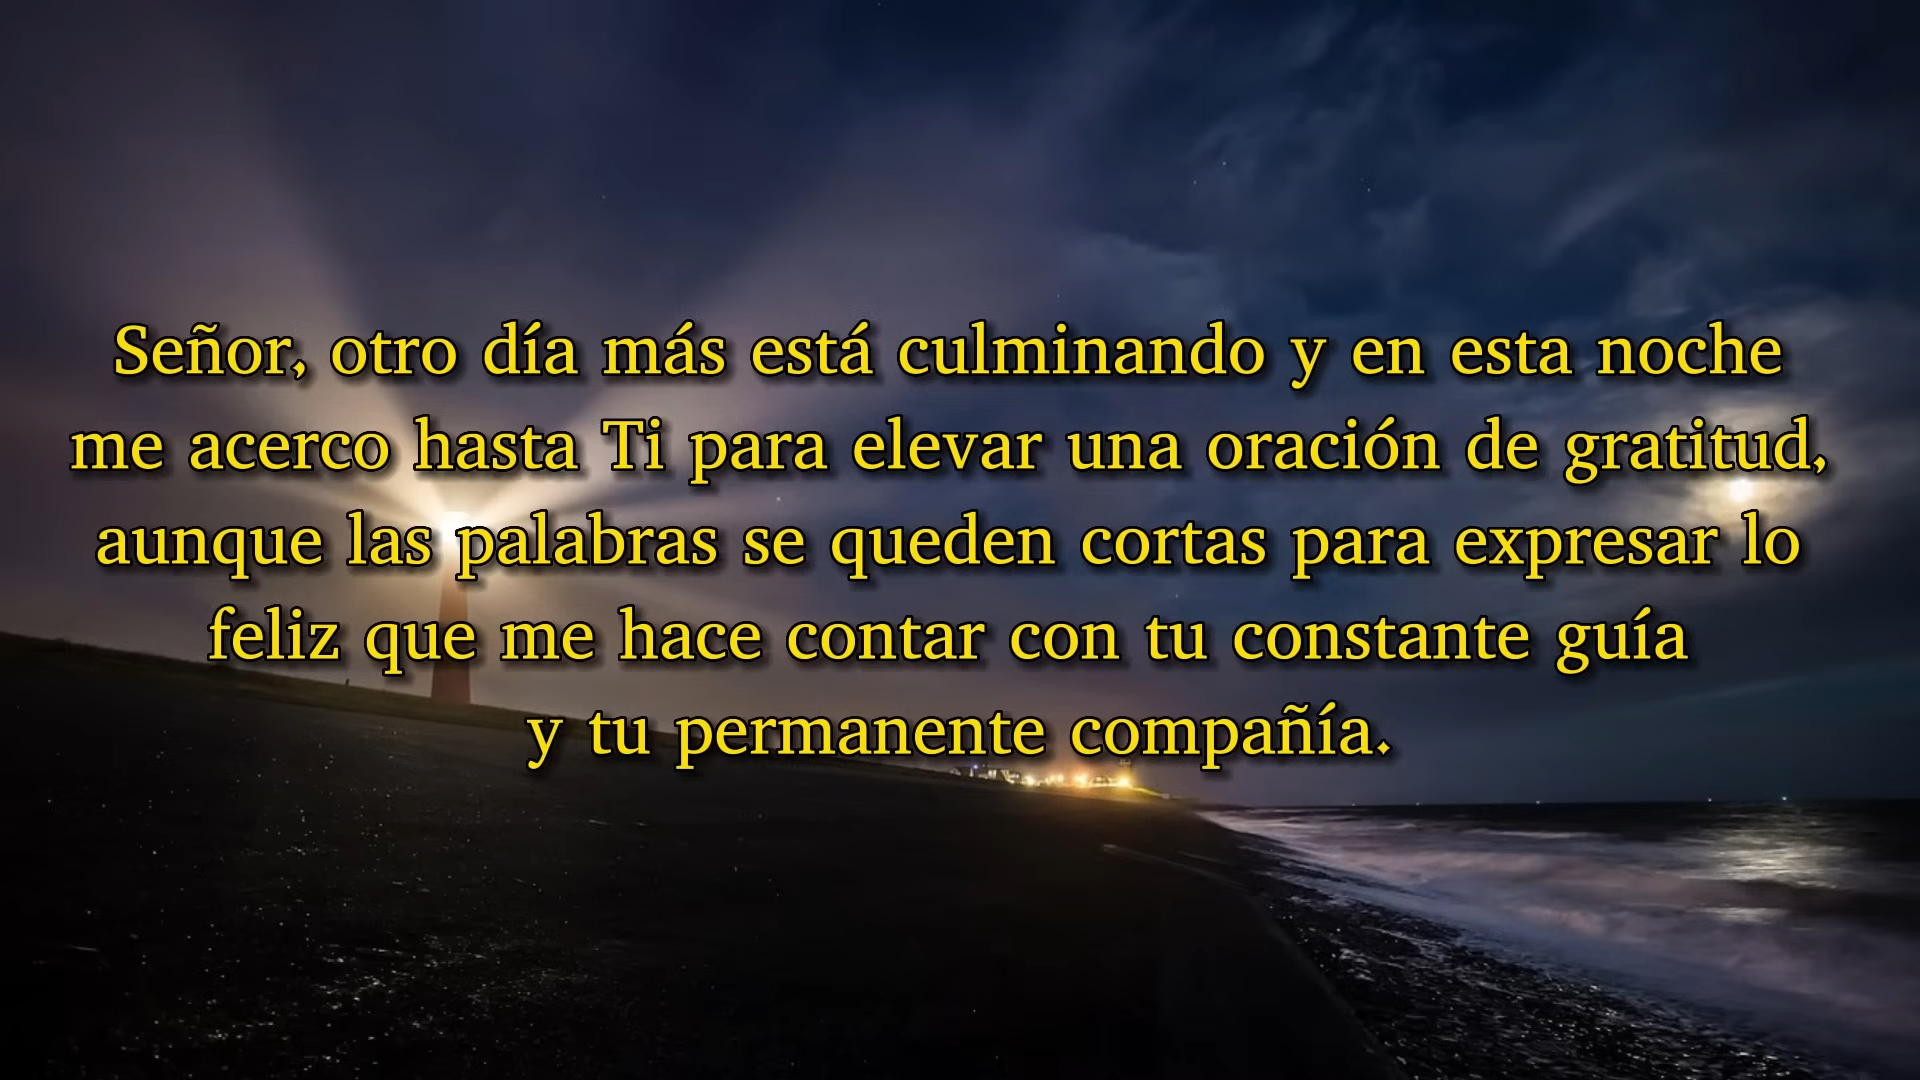 Señor, otro día más está culminando y en esta noche
me acerco hasta Ti para elevar una oración de gratitud,
aunque las palabras se queden cortas para expresar lo
feliz que me hace contar con tu constante guía
y tu permanente compañía.